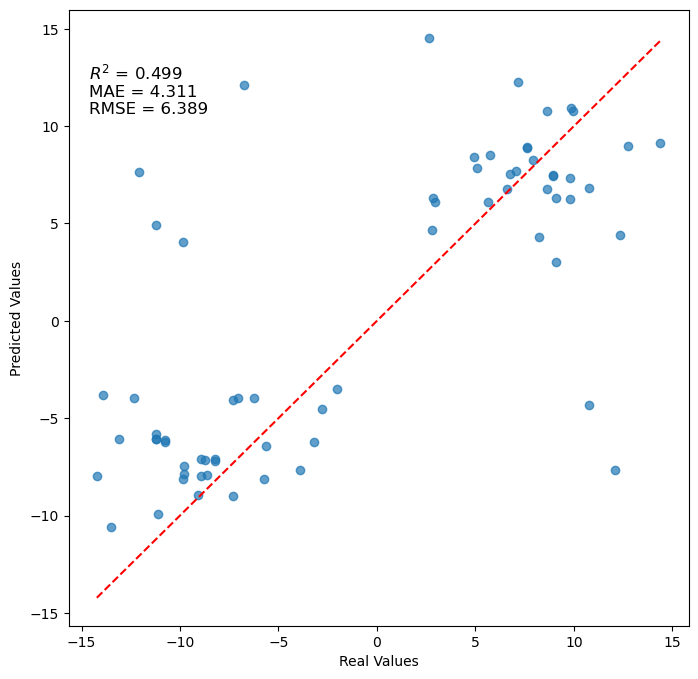 15
10
5
0
−5
−10
−15
R² = 0.499
MAE = 4.311
RMSE = 6.389
Predicted Values
−15 −10 −5 0 5 10 15
Real Values